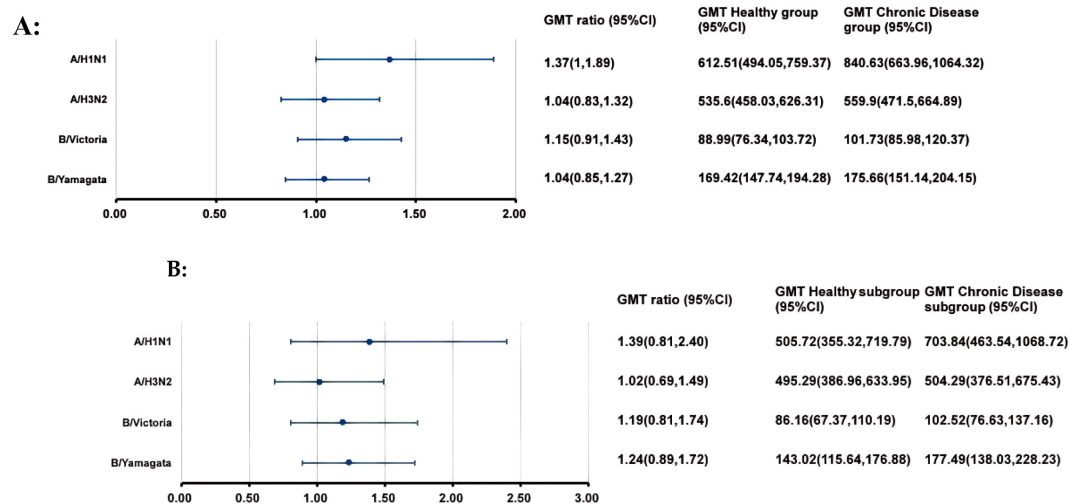 A:
GMT ratio (95%CI)
GMT Healthy group
(95%CI)
GMT Chronic Disease
group (95%CI)
A/H1N1
1.37(1,1.89)
612.51(494.05,759.37)
840.63(663.96,1064.32)
A/H3N2
1.04(0.83,1.32)
535.6(458.03,626.31)
559.9(471.5,664.89)
B/Victoria
1.15(0.91,1.43)
88.99(76.34,103.72)
101.73(85.98,120.37)
B/Yamagata
1.04(0.85,1.27)
169.42(147.74,194.28)
175.66(151.14,204.15)
0.00 0.50 1.00 1.50 2.00
B:
GMT ratio (95%CI)
GMT Healthy subgroup
(95%CI)
GMT Chronic Disease
subgroup (95%CI)
A/H1N1
1.39(0.81,2.40)
505.72(355.32,719.79)
703.84(463.54,1068.72)
A/H3N2
1.02(0.69,1.49)
495.29(386.96,633.95)
504.29(376.51,675.43)
B/Victoria
1.19(0.81,1.74)
86.16(67.37,110.19)
102.52(76.63,137.16)
B/Yamagata
1.24(0.89,1.72)
143.02(115.64,176.88)
177.49(138.03,228.23)
0.00 0.50 1.00 1.50 2.00 2.50 3.00